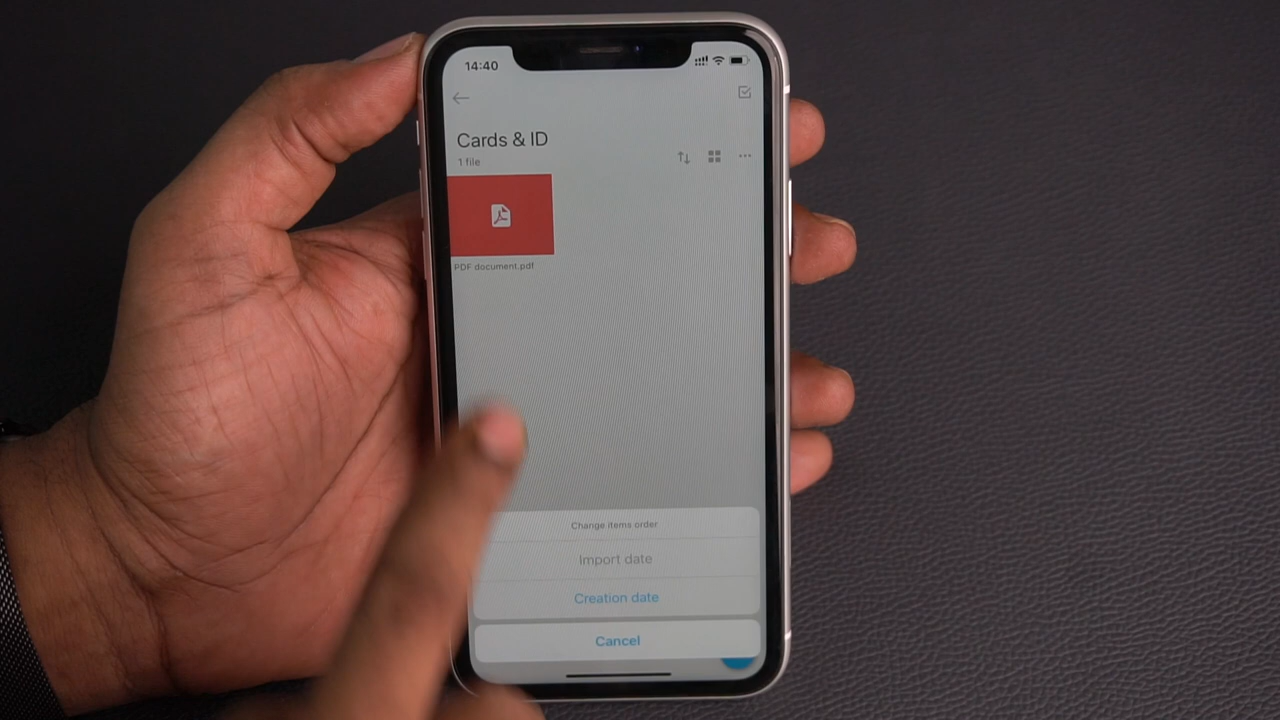 14:40
Cards & ID
1 file
PDF document.pdf
Change items order
Import date
Creation date
Cancel